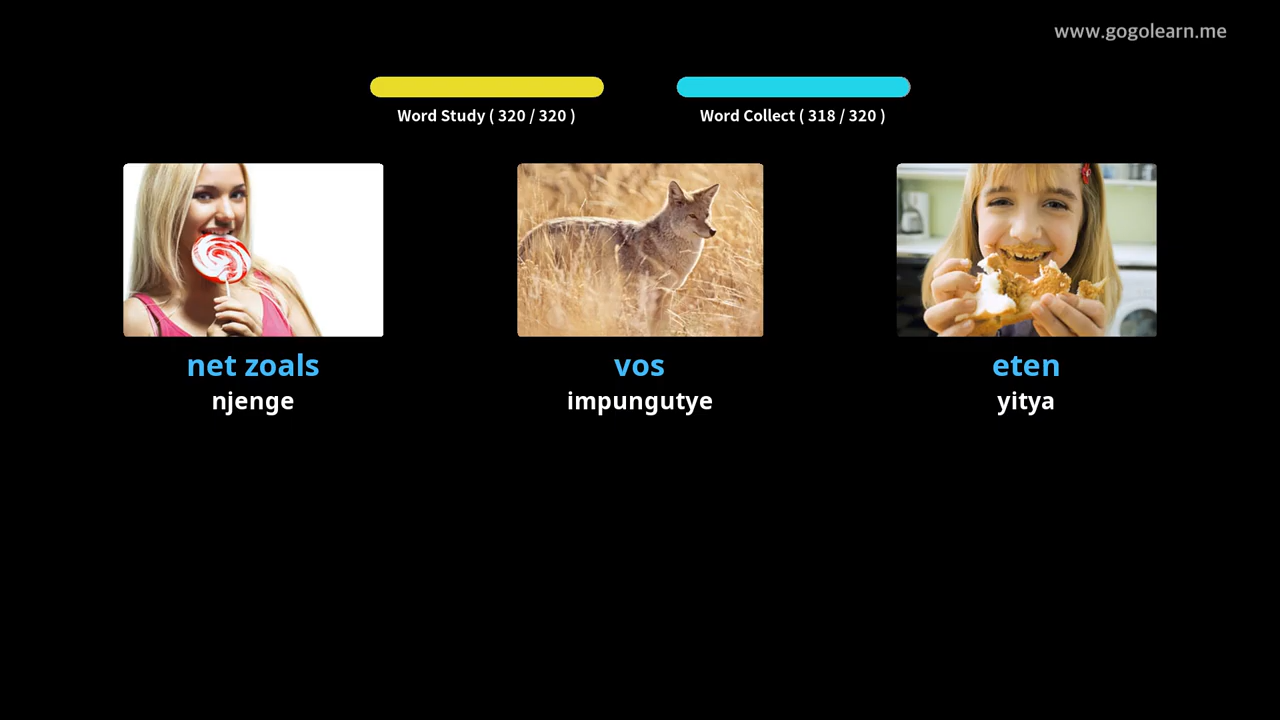 www.gogolearn.me
Word Study ( 320 / 320 )
Word Collect ( 318 / 320 )
net zoals
njenge
vos
impungutye
eten
yitya